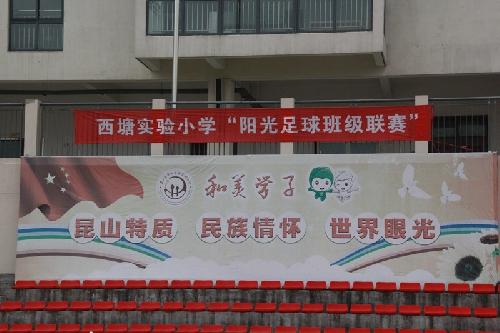 西塘实验小学“阳光足球班级联赛”
和美学子
昆山特质 民族情怀 世界眼光